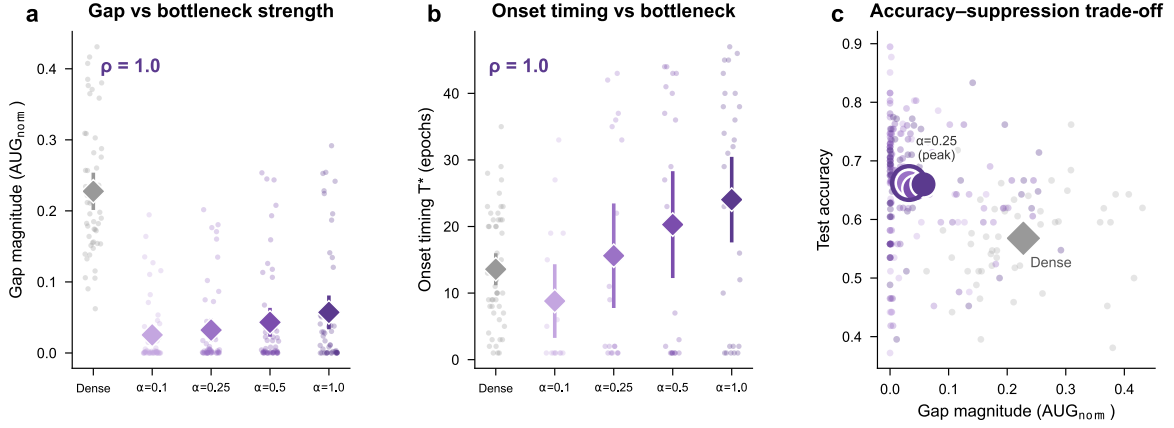 a Gap vs bottleneck strength
ρ = 1.0
Gap magnitude (AUGnorm)
0.4
0.3
0.2
0.1
0.0
Dense α=0.1 α=0.25 α=0.5 α=1.0
b Onset timing vs bottleneck
ρ = 1.0
Onset timing T* (epochs)
40
30
20
10
0
Dense α=0.1 α=0.25 α=0.5 α=1.0
c Accuracy–suppression trade-off
Test accuracy
0.9
0.8
0.7
0.6
0.5
0.4
α=0.25
(peak)
Dense
0.0 0.1 0.2 0.3 0.4
Gap magnitude (AUGnorm)